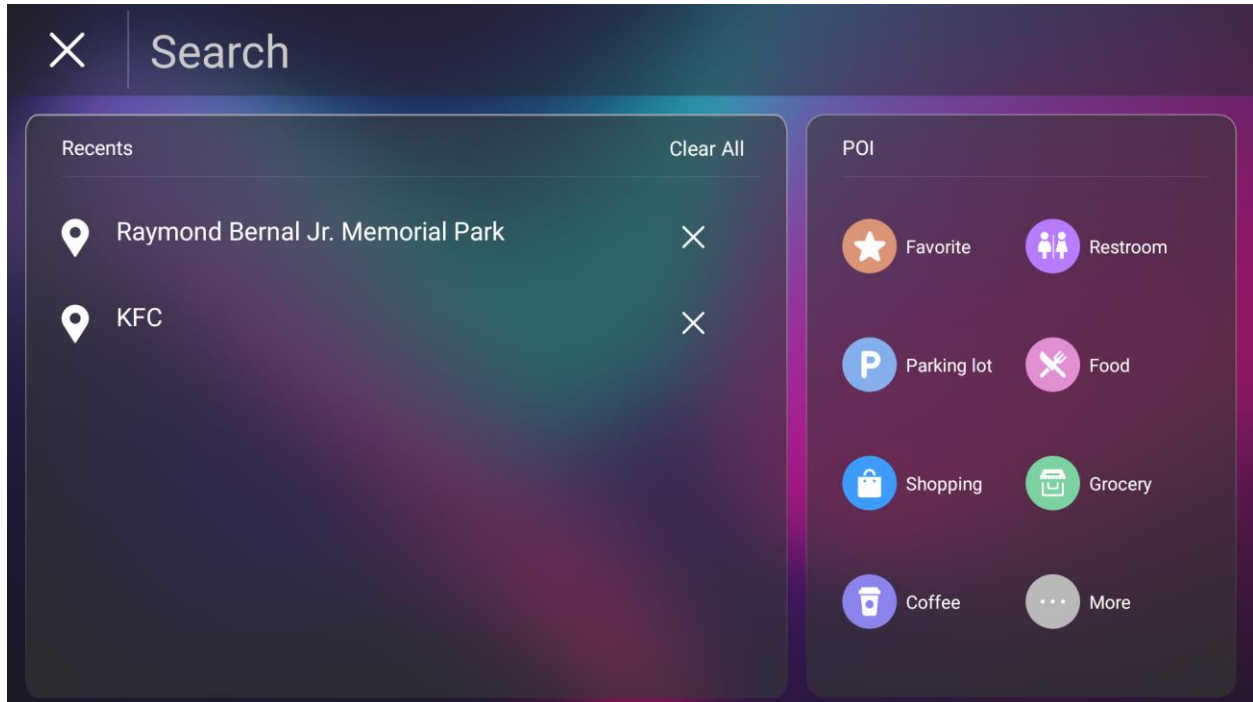 Search
Recents
Clear All
Raymond Bernal Jr. Memorial Park
KFC
POI
Favorite
Restroom
P
Parking lot
Food
Shopping
Grocery
Coffee
More